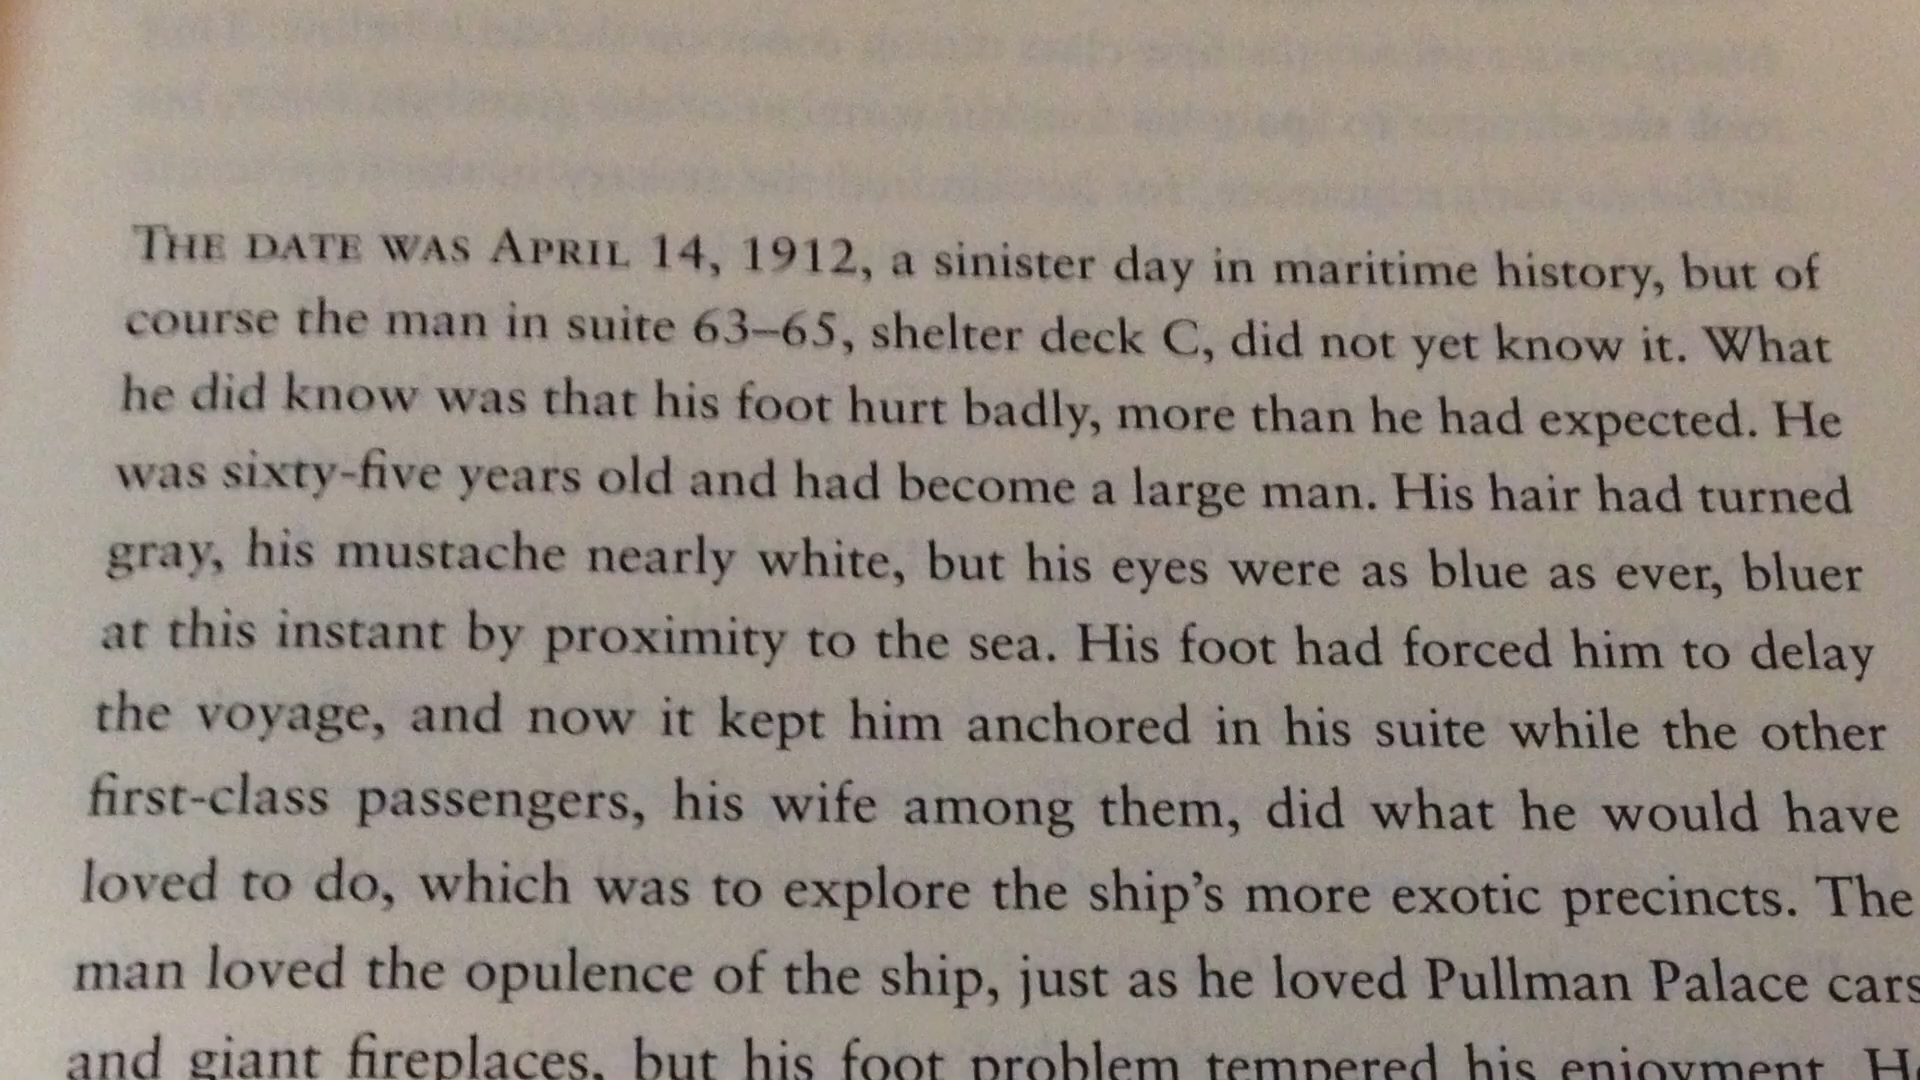 THE DATE WAS APRIL 14, 1912, a sinister day in maritime history, but of
course the man in suite 63–65, shelter deck C, did not yet know it. What
he did know was that his foot hurt badly, more than he had expected. He
was sixty-five years old and had become a large man. His hair had turned
gray, his mustache nearly white, but his eyes were as blue as ever, bluer
at this instant by proximity to the sea. His foot had forced him to delay
the voyage, and now it kept him anchored in his suite while the other
first-class passengers, his wife among them, did what he would have
loved to do, which was to explore the ship’s more exotic precincts. The
man loved the opulence of the ship, just as he loved Pullman Palace cars
and giant fireplaces, but his foot problem tempered his enjoyment.